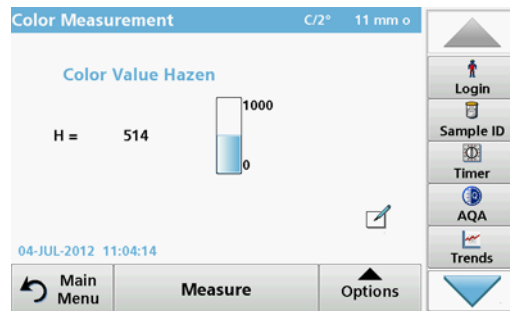 Color Measurement C/2° 11 mm o
Color Value Hazen
1000
H = 514
0
04-JUL-2012 11:04:14
Main Menu
Measure
Options
Login
Sample ID
Timer
AQA
Trends